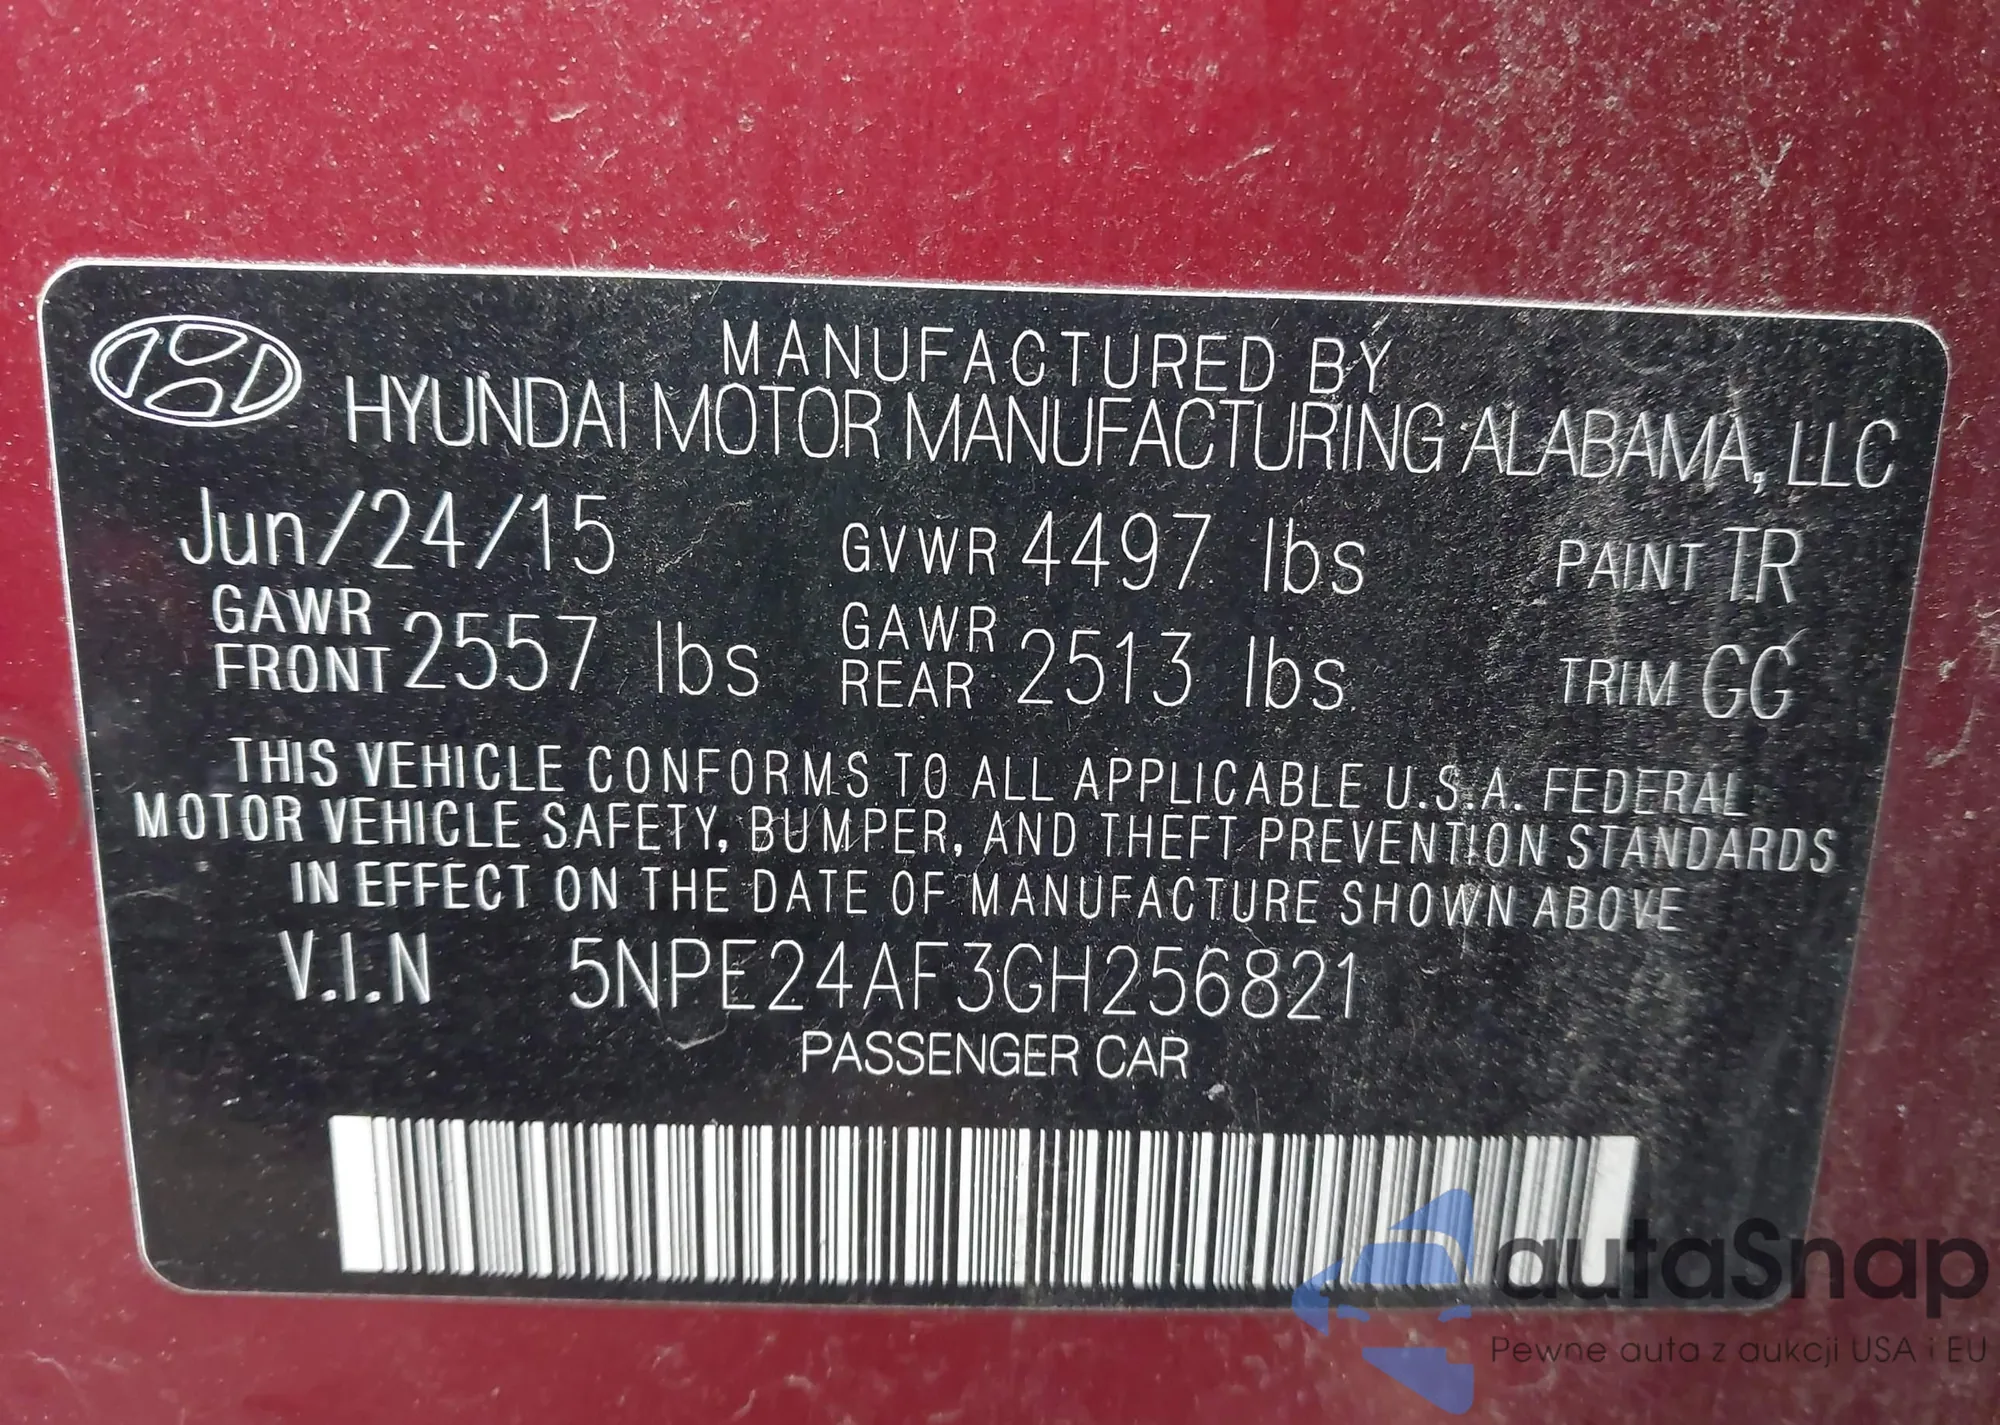 MANUFACTURED BY
HYUNDAI MOTOR MANUFACTURING ALABAMA, LLC
Jun/24/15 GVWR 4497 lbs PAINT TR
GAWR FRONT 2557 lbs GAWR REAR 2513 lbs TRIM GG
THIS VEHICLE CONFORMS TO ALL APPLICABLE U.S.A. FEDERAL
MOTOR VEHICLE SAFETY, BUMPER, AND THEFT PREVENTION STANDARDS
IN EFFECT ON THE DATE OF MANUFACTURE SHOWN ABOVE
V.I.N 5NPE24AF3GH256821
PASSENGER CAR
autaSnap
Pewne auta z aukcji USA i EU